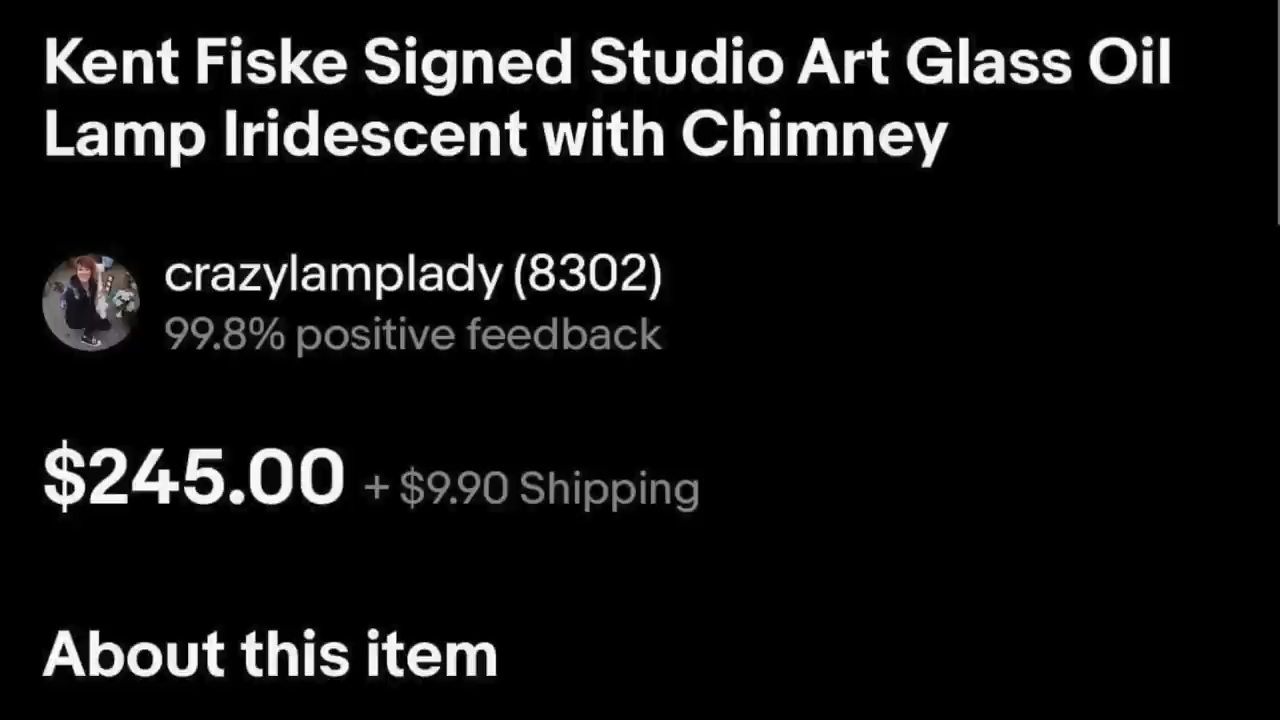 Kent Fiske Signed Studio Art Glass Oil
Lamp Iridescent with Chimney
crazylamplady (8302)
99.8% positive feedback
$245.00 + $9.90 Shipping
About this item